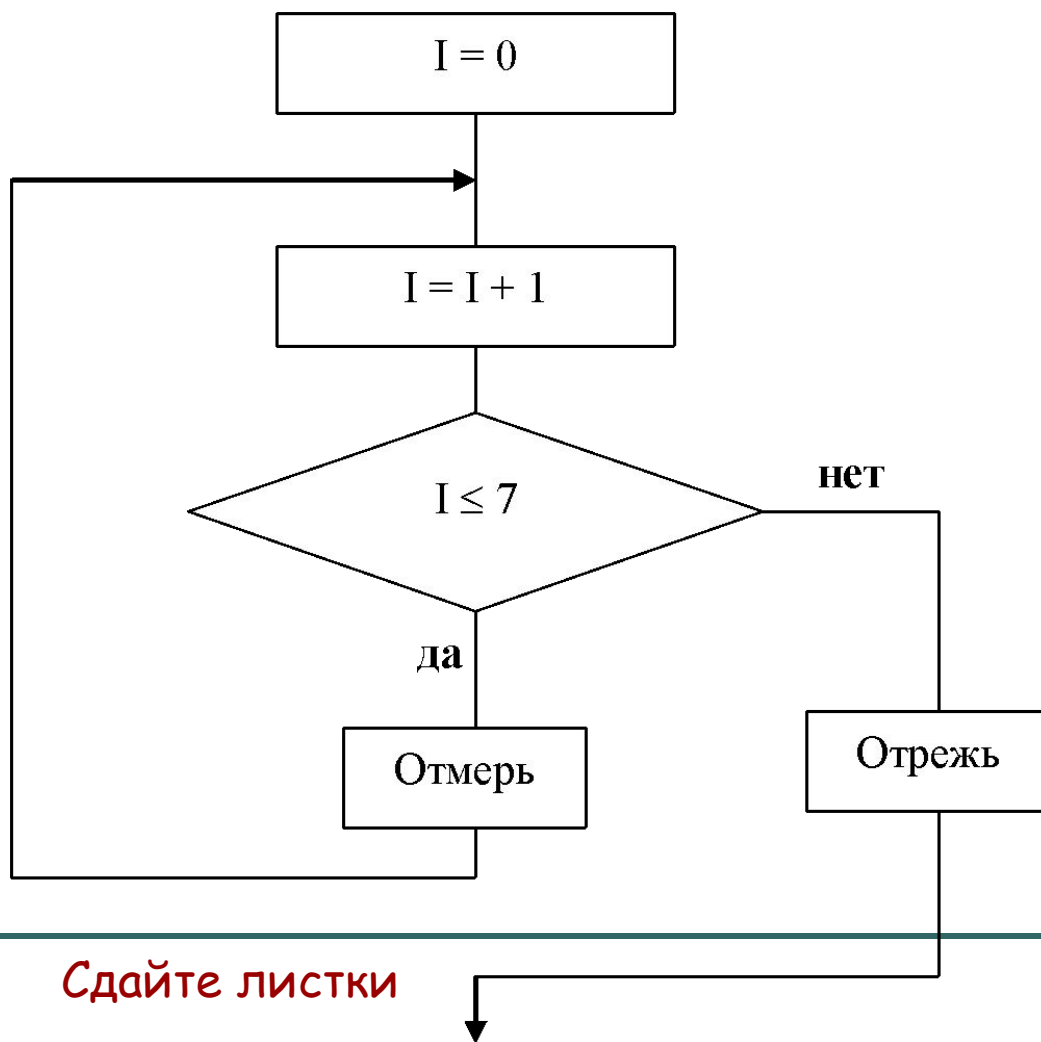 I = 0
I = I + 1
I ≤ 7
нет
да
Отмерь
Отрежь
Сдайте листки